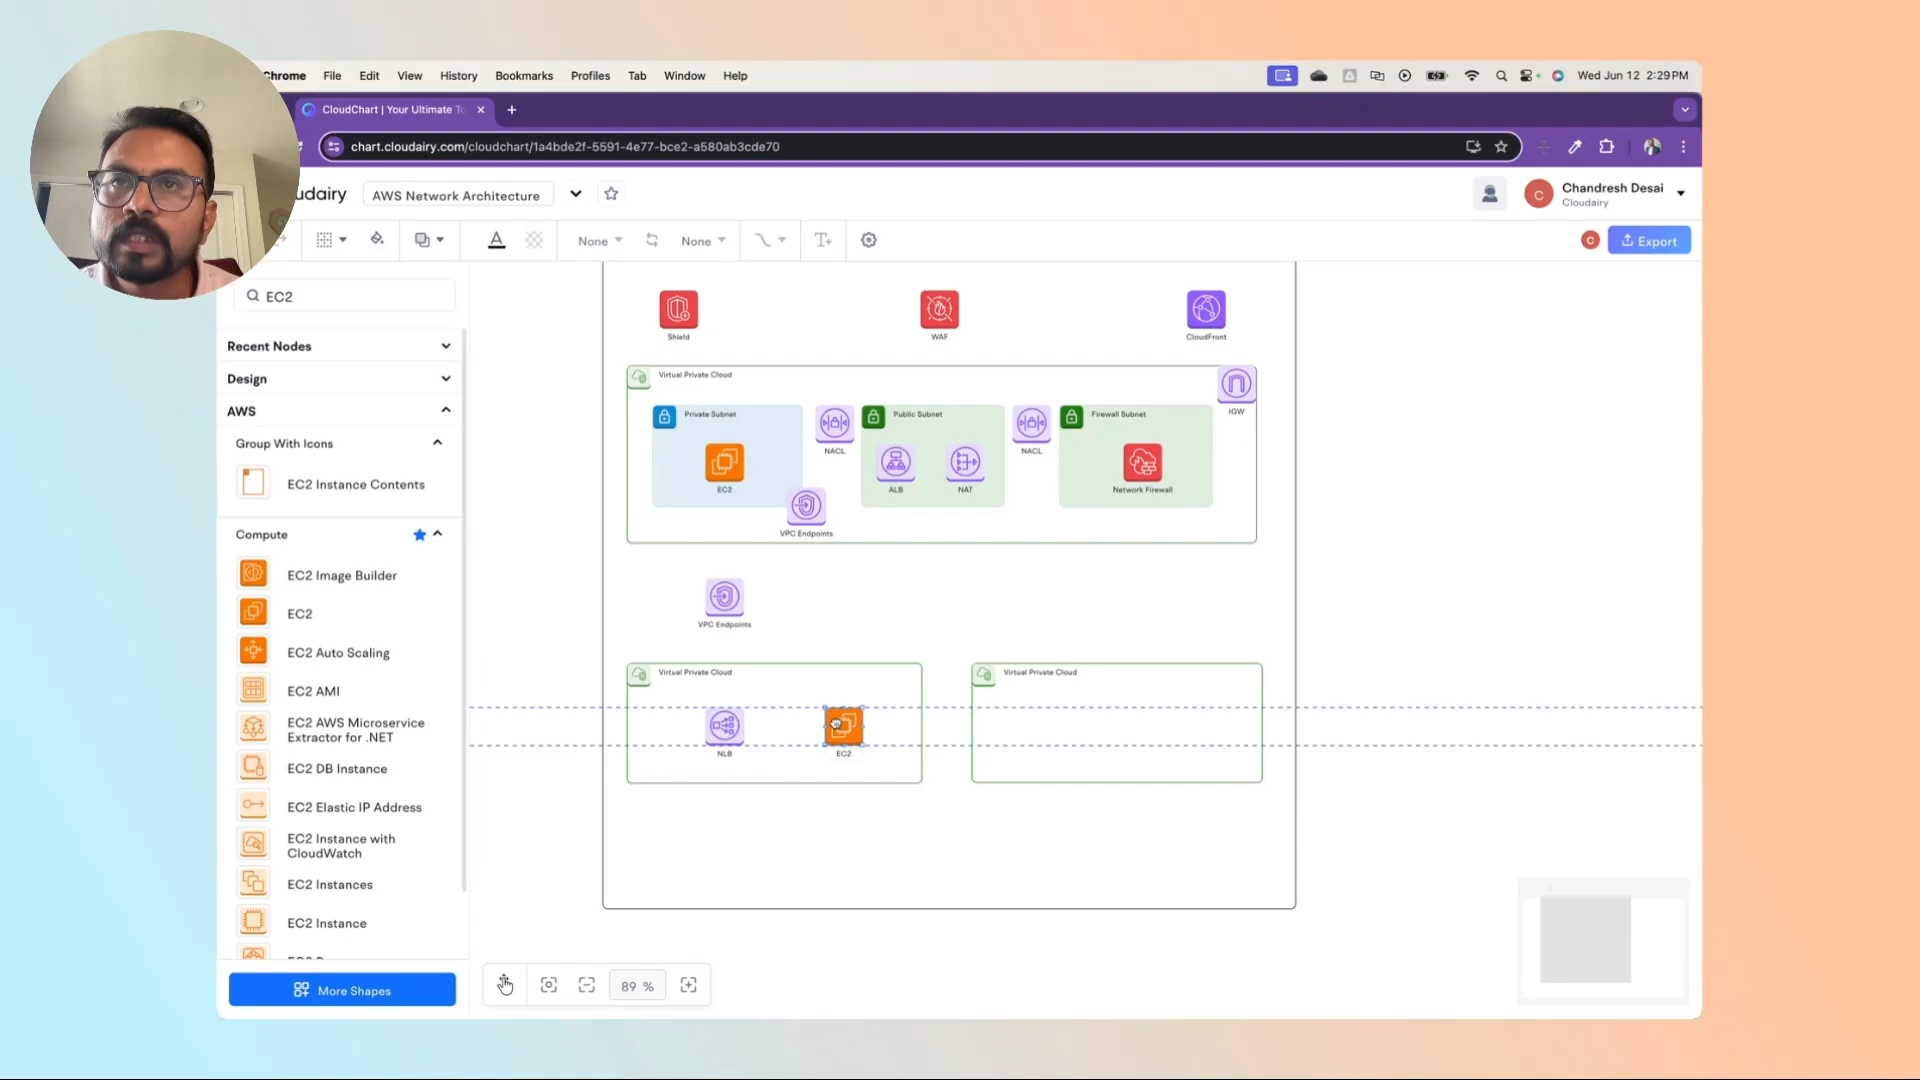 Chrome File Edit View History Bookmarks Profiles Tab Window Help
Wed Jun 12 2:29 PM
CloudChart | Your Ultimate To
chart.cloudairy.com/cloudchart/1a4bde2f-5591-4e77-bce2-a580ab3cde70
udairy
AWS Network Architecture
C
Chandresh Desai
Cloudairy
None
None
C
Export
EC2
Recent Nodes
Design
AWS
Group With Icons
EC2 Instance Contents
Compute
EC2 Image Builder
EC2
EC2 Auto Scaling
EC2 AMI
EC2 AWS Microservice
Extractor for .NET
EC2 DB Instance
EC2 Elastic IP Address
EC2 Instance with
CloudWatch
EC2 Instances
EC2 Instance
More Shapes
Shield
WAF
CloudFront
Virtual Private Cloud
IGW
Private Subnet
EC2
NACL
Public Subnet
ALB
NAT
NACL
Firewall Subnet
Network Firewall
VPC Endpoints
VPC Endpoints
Virtual Private Cloud
NLB
EC2
Virtual Private Cloud
89 %